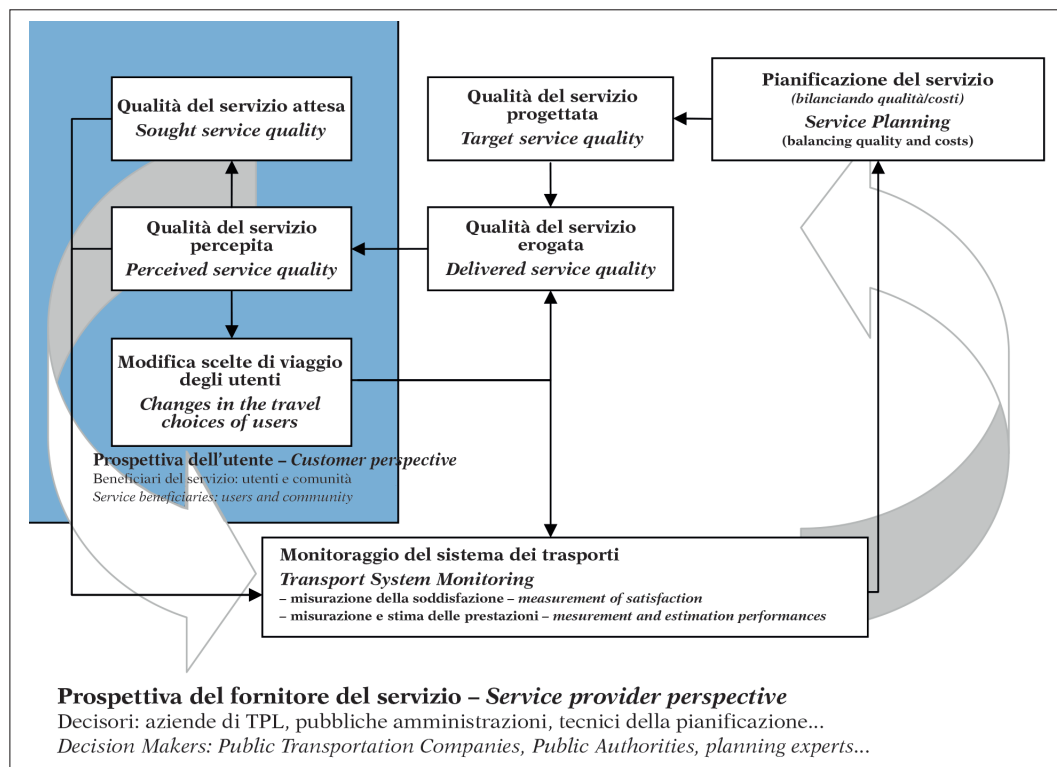 Qualità del servizio attesa
Sought service quality
Qualità del servizio
progettata
Target service quality
Pianificazione del servizio
(bilanciando qualità/costi)
Service Planning
(balancing quality and costs)
Qualità del servizio
percepita
Perceived service quality
Qualità del servizio
erogata
Delivered service quality
Modifica scelte di viaggio
degli utenti
Changes in the travel
choices of users
Prospettiva dell'utente – Customer perspective
Beneficiari del servizio: utenti e comunità
Service beneficiaries: users and community
Monitoraggio del sistema dei trasporti
Transport System Monitoring
– misurazione della soddisfazione – measurement of satisfaction
– misurazione e stima delle prestazioni – mesurement and estimation performances
Prospettiva del fornitore del servizio – Service provider perspective
Decisori: aziende di TPL, pubbliche amministrazioni, tecnici della pianificazione...
Decision Makers: Public Transportation Companies, Public Authorities, planning experts...